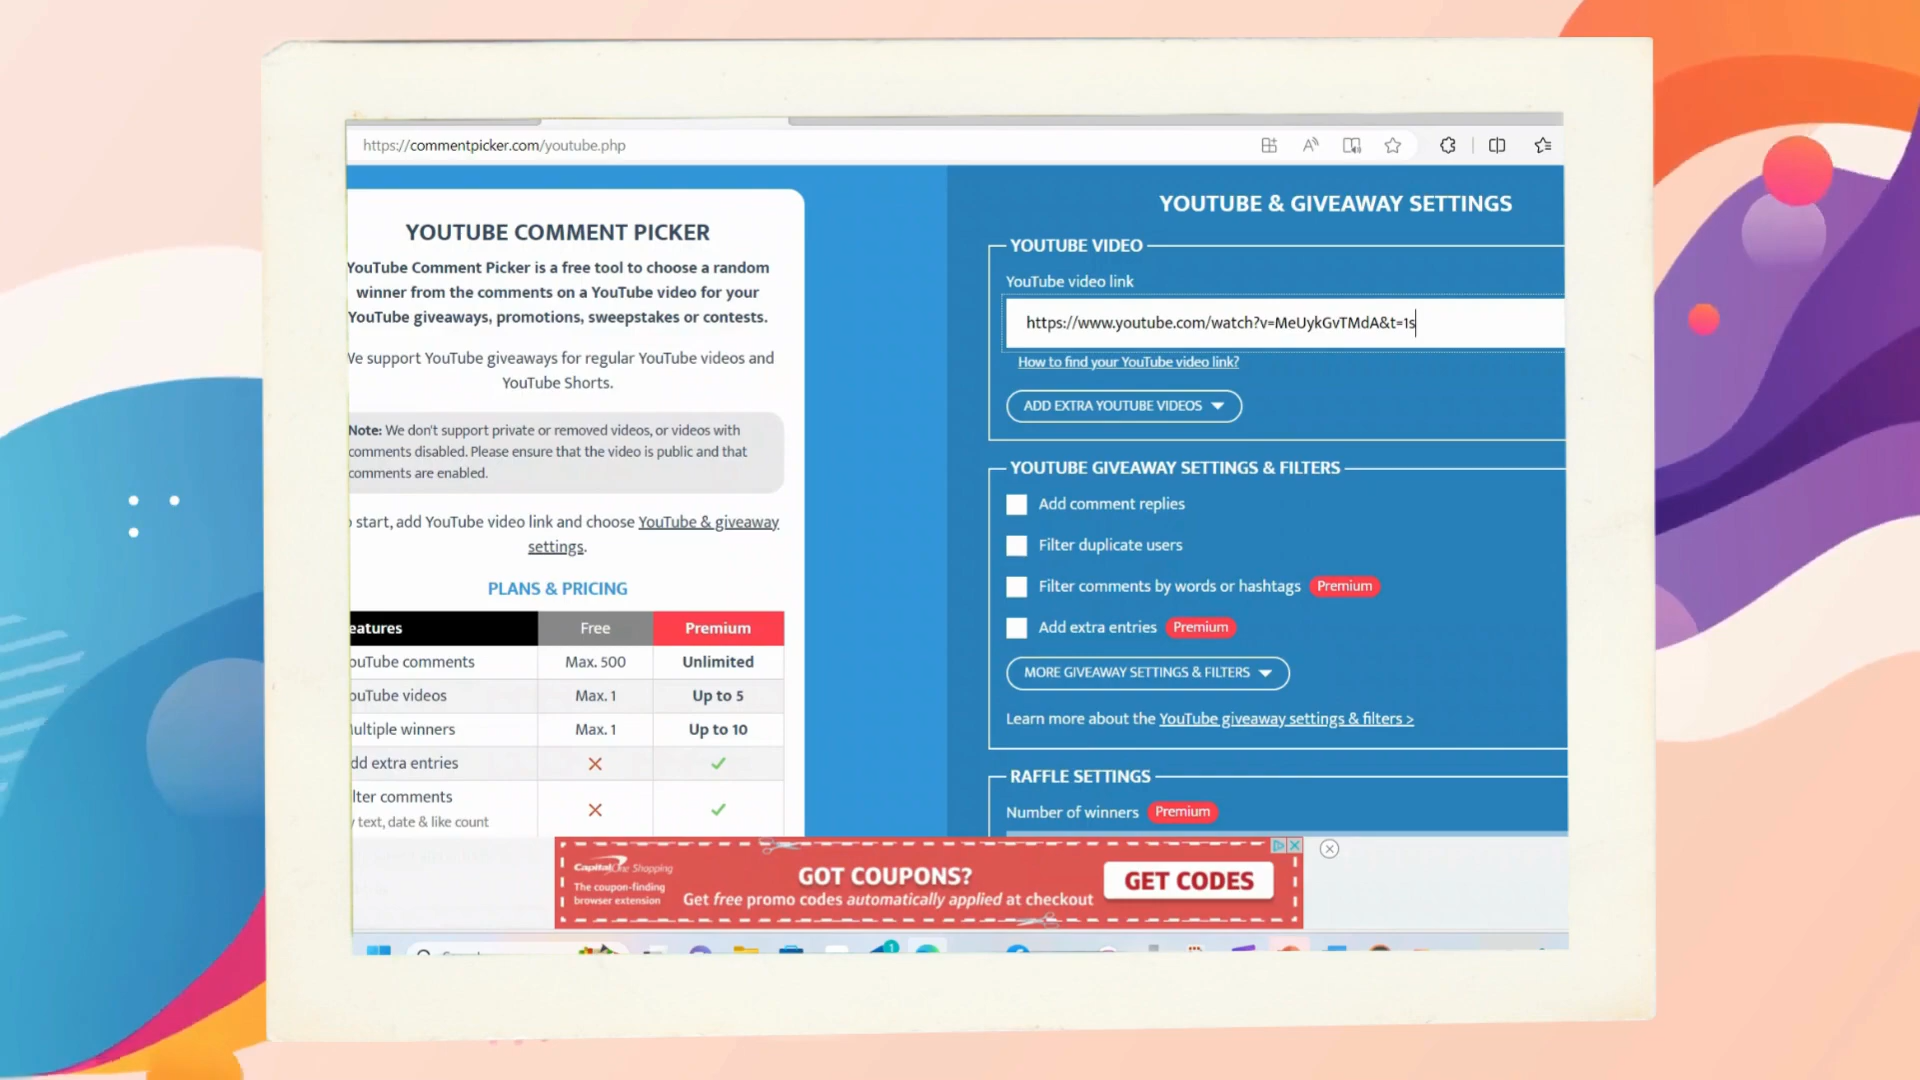 https://commentpicker.com/youtube.php
YOUTUBE COMMENT PICKER
YouTube Comment Picker is a free tool to choose a random
winner from the comments on a YouTube video for your
YouTube giveaways, promotions, sweepstakes or contests.
We support YouTube giveaways for regular YouTube videos and
YouTube Shorts.
Note: We don't support private or removed videos, or videos with
comments disabled. Please ensure that the video is public and that
comments are enabled.
start, add YouTube video link and choose YouTube & giveaway
settings.
PLANS & PRICING
eatures Free Premium
ouTube comments Max. 500 Unlimited
ouTube videos Max. 1 Up to 5
ultiple winners Max. 1 Up to 10
dd extra entries
lter comments
text, date & like count
YOUTUBE & GIVEAWAY SETTINGS
YOUTUBE VIDEO
YouTube video link
https://www.youtube.com/watch?v=MeUykGvTMdA&t=1s
How to find your YouTube video link?
ADD EXTRA YOUTUBE VIDEOS
YOUTUBE GIVEAWAY SETTINGS & FILTERS
Add comment replies
Filter duplicate users
Filter comments by words or hashtags Premium
Add extra entries Premium
MORE GIVEAWAY SETTINGS & FILTERS
Learn more about the YouTube giveaway settings & filters >
RAFFLE SETTINGS
Number of winners Premium
Capital One Shopping
The coupon-finding
browser extension
GOT COUPONS?
Get free promo codes automatically applied at checkout
GET CODES
1